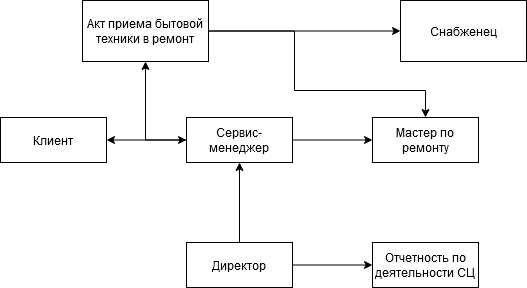 Акт приема бытовой
техники в ремонт
Снабженец
Клиент
Сервис-
менеджер
Мастер по
ремонту
Директор
Отчетность по
деятельности СЦ